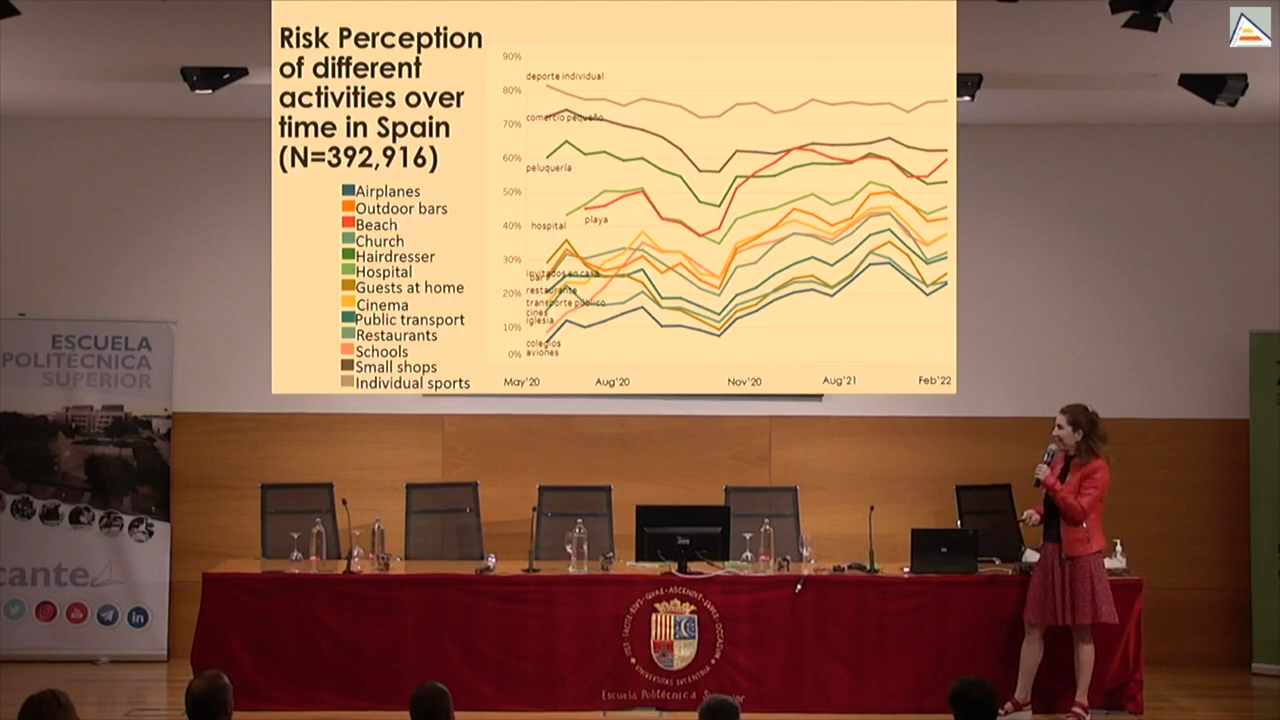 Risk Perception
of different
activities over
time in Spain
(N=392,916)
Airplanes
Outdoor bars
Beach
Church
Hairdresser
Hospital
Guests at home
Cinema
Public transport
Restaurants
Schools
Small shops
Individual sports
90%
80%
70%
60%
50%
40%
30%
20%
10%
0%
deporte individual
comercio pequeño
peluquería
playa
hospital
invitados en casa
bar
restaurante
transporte público
cines
iglesia
colegios
aviones
May'20
Aug'20
Nov'20
Aug'21
Feb'22
ESCUELA
POLITÉCNICA
SUPERIOR
cante
Escuela Politécnica Superior